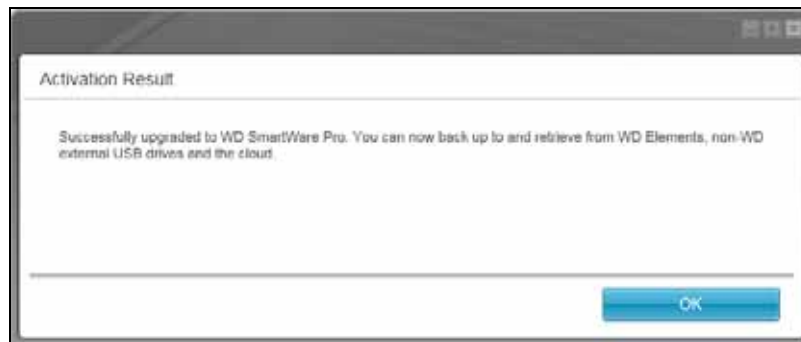 Activation Result
Successfully upgraded to WD SmartWare Pro. You can now back up to and retrieve from WD Elements, non-WD
external USB drives and the cloud.
OK